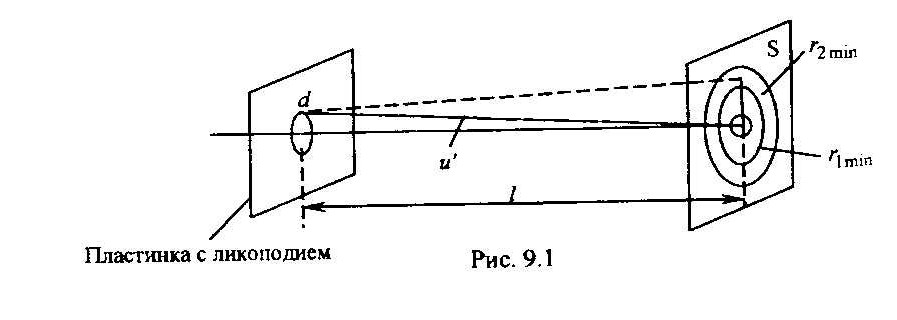 S
r2 min
d
u'
r1 min
l
Пластинка с ликоподием
Рис. 9.1